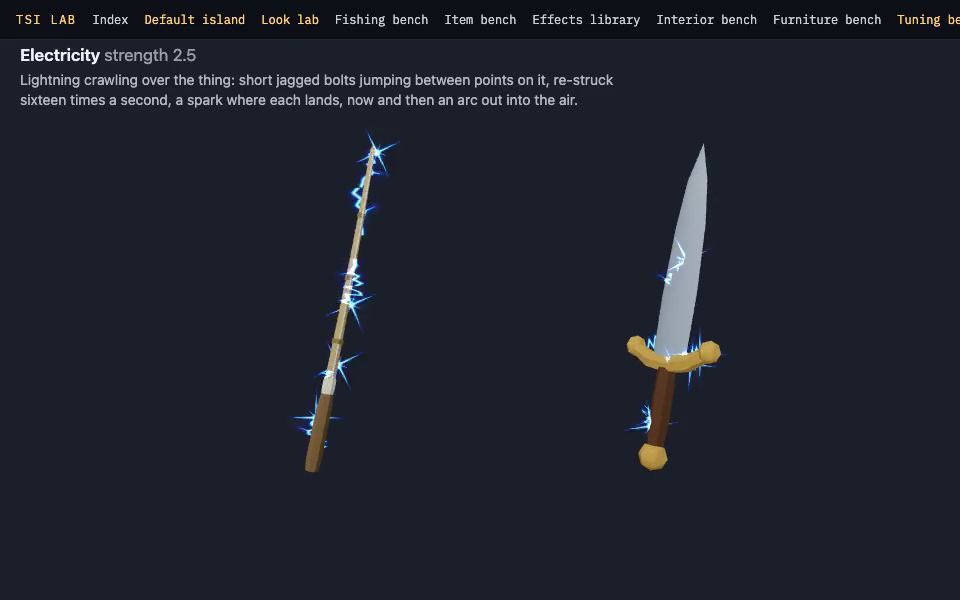 TSI LAB Index Default island Look lab Fishing bench Item bench Effects library Interior bench Furniture bench Tuning be
Electricity strength 2.5
Lightning crawling over the thing: short jagged bolts jumping between points on it, re-struck
sixteen times a second, a spark where each lands, now and then an arc out into the air.